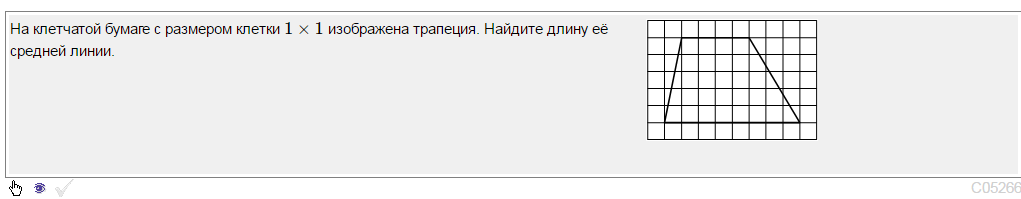 На клетчатой бумаге с размером клетки 1 × 1 изображена трапеция. Найдите длину её
средней линии.
C05266